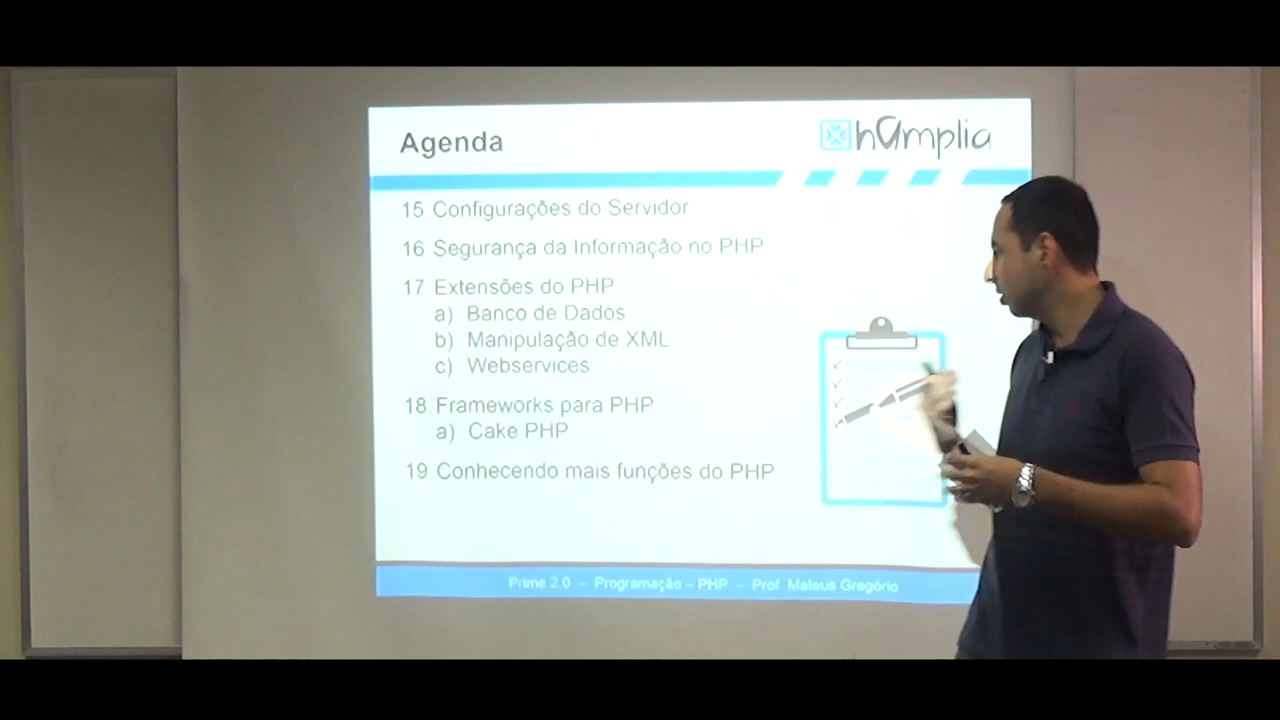 Agenda
hamplia
15 Configurações do Servidor
16 Segurança da Informação no PHP
17 Extensões do PHP
a) Banco de Dados
b) Manipulação de XML
c) Webservices
18 Frameworks para PHP
a) Cake PHP
19 Conhecendo mais funções do PHP
Prime 2.0 – Programação – PHP – Prof. Mateus Gregório